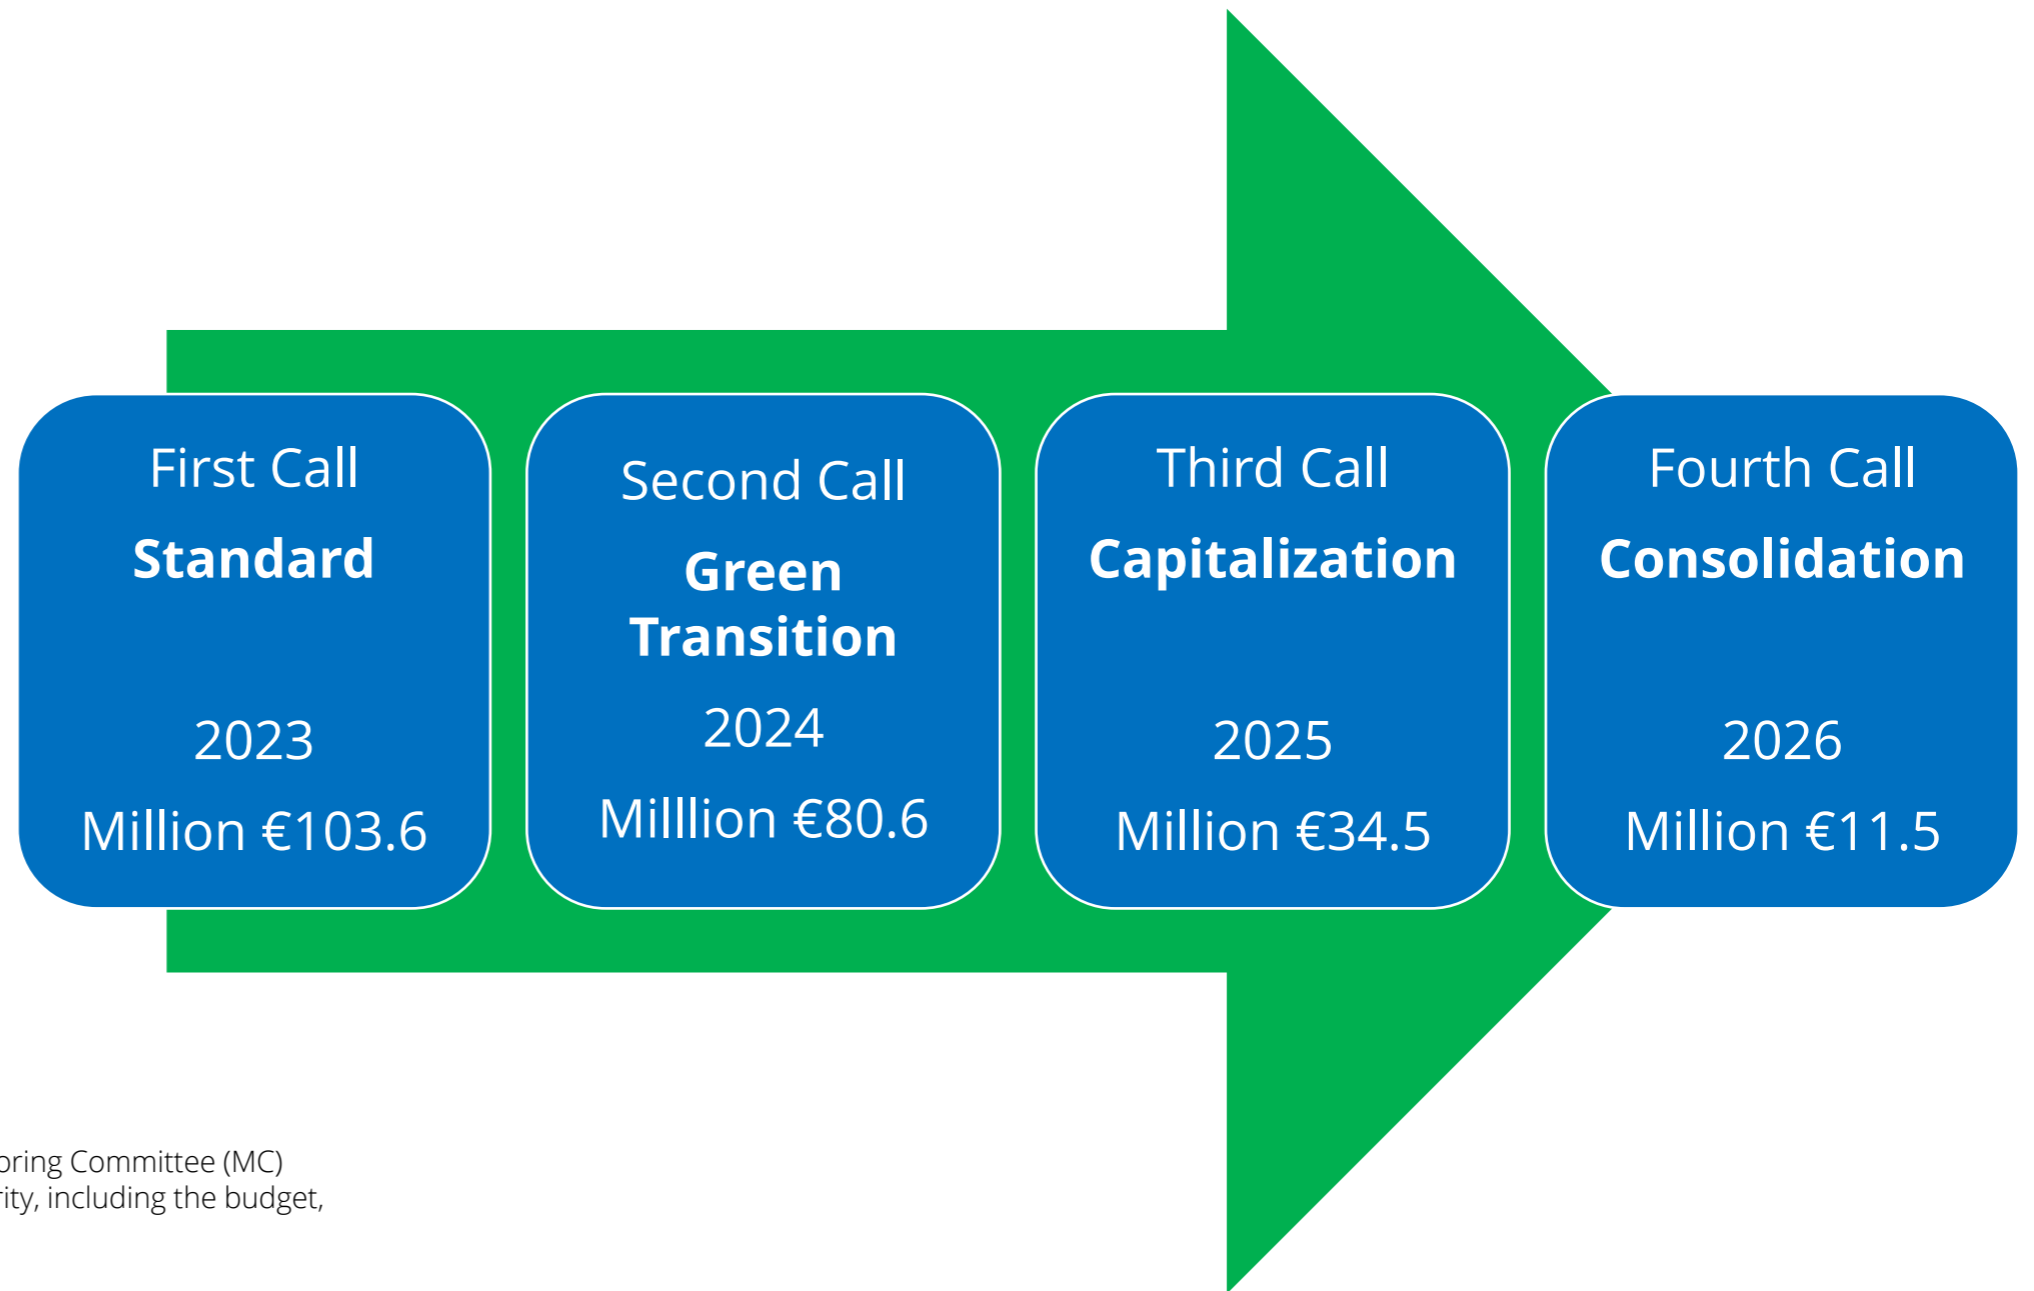 First Call
Standard
2023
Million €103.6
Second Call
Green
Transition
2024
Milllion €80.6
Third Call
Capitalization
2025
Million €34.5
Fourth Call
Consolidation
2026
Million €11.5
oring Committee (MC)
rity, including the budget,